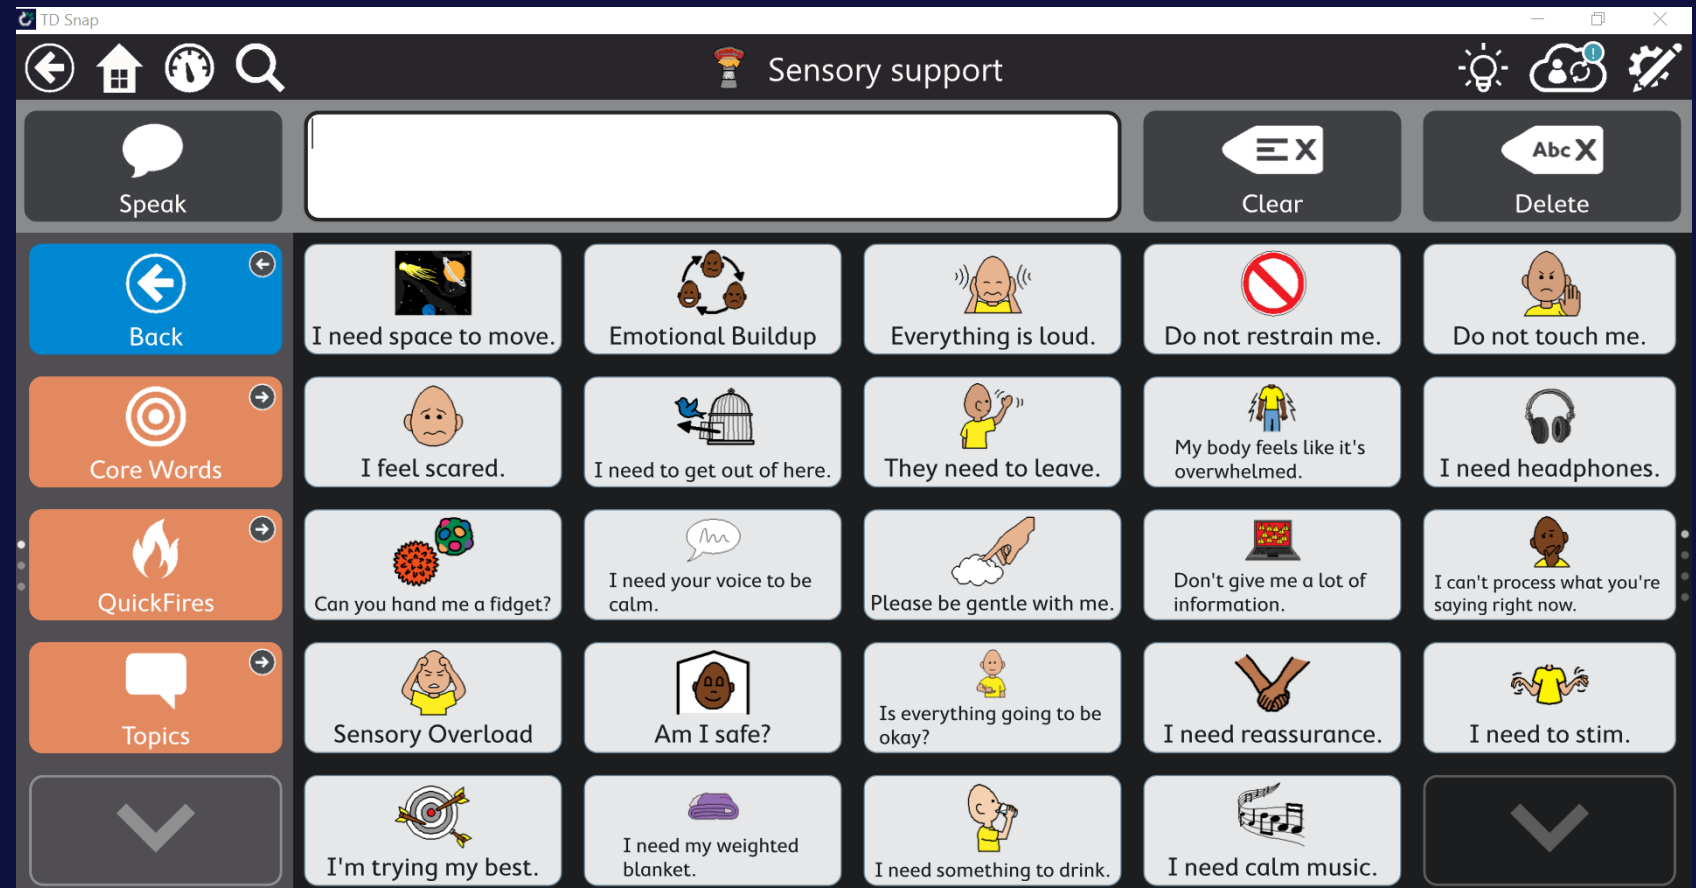 TD Snap
Sensory support
Speak
Clear
Abc X
Delete
Back
I need space to move.
Emotional Buildup
Everything is loud.
Do not restrain me.
Do not touch me.
Core Words
I feel scared.
I need to get out of here.
They need to leave.
My body feels like it's
overwhelmed.
I need headphones.
QuickFires
Can you hand me a fidget?
I need your voice to be
calm.
Please be gentle with me.
Don't give me a lot of
information.
I can't process what you're
saying right now.
Topics
Sensory Overload
Am I safe?
Is everything going to be
okay?
I need reassurance.
I need to stim.
I'm trying my best.
I need my weighted
blanket.
I need something to drink.
I need calm music.